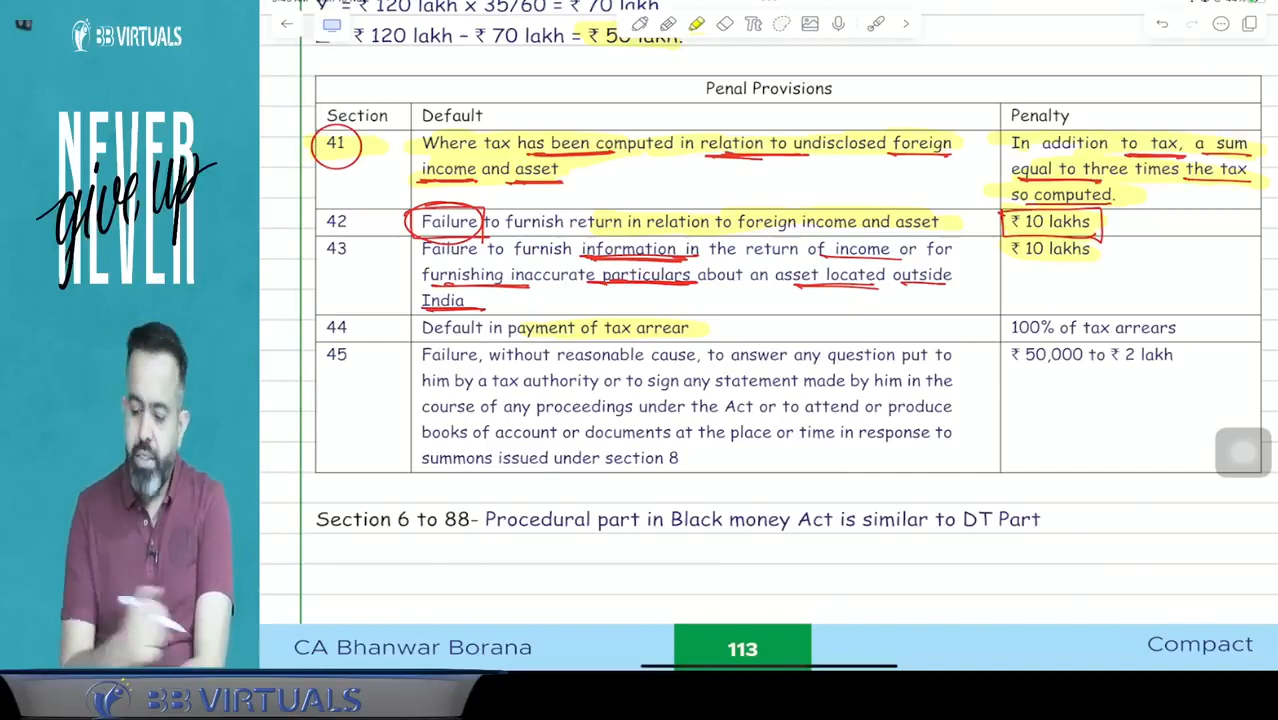 BB VIRTUALS
NEVER
give up
NEVER
= ₹ 120 lakh x 35/60 = ₹ 70 lakh
₹ 120 lakh – ₹ 70 lakh = ₹ 50 lakh.
Penal Provisions
Section Default Penalty
41 Where tax has been computed in relation to undisclosed foreign In addition to tax, a sum
income and asset equal to three times the tax
so computed.
42 Failure to furnish return in relation to foreign income and asset ₹ 10 lakhs
43 Failure to furnish information in the return of income or for ₹ 10 lakhs
furnishing inaccurate particulars about an asset located outside
India
44 Default in payment of tax arrear 100% of tax arrears
45 Failure, without reasonable cause, to answer any question put to ₹ 50,000 to ₹ 2 lakh
him by a tax authority or to sign any statement made by him in the
course of any proceedings under the Act or to attend or produce
books of account or documents at the place or time in response to
summons issued under section 8
Section 6 to 88- Procedural part in Black money Act is similar to DT Part
CA Bhanwar Borana 113 Compact
BB VIRTUALS